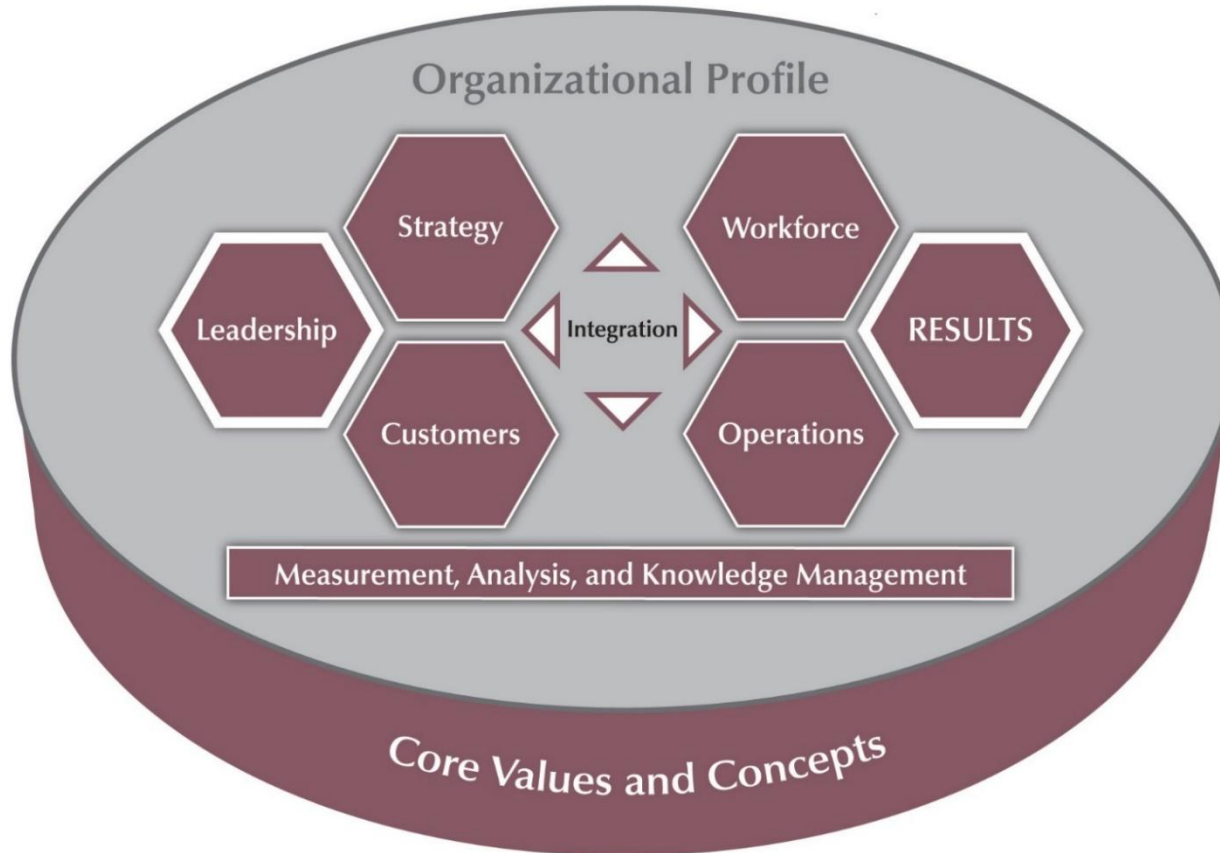 Organizational Profile
Strategy
Workforce
Leadership
Integration
RESULTS
Customers
Operations
Measurement, Analysis, and Knowledge Management
Core Values and Concepts